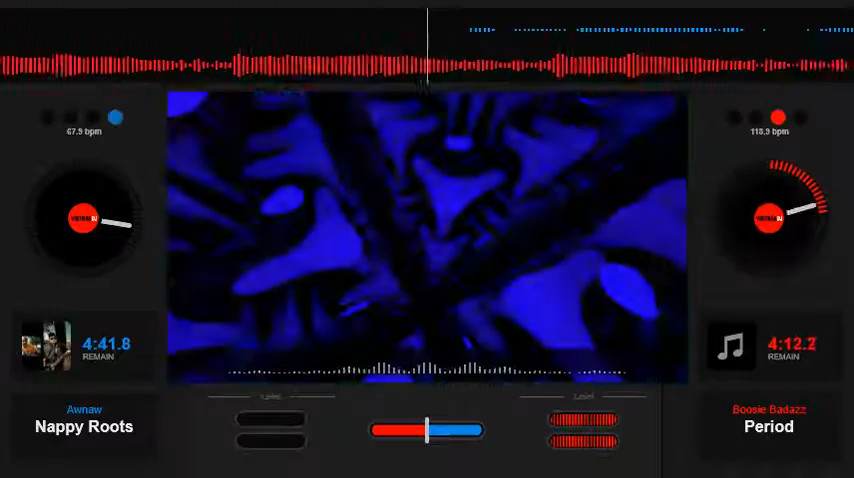 67.9 bpm
118.9 bpm
4:41.8
REMAIN
4:12.2
REMAIN
Awnaw
Nappy Roots
Boosie Badazz
Period